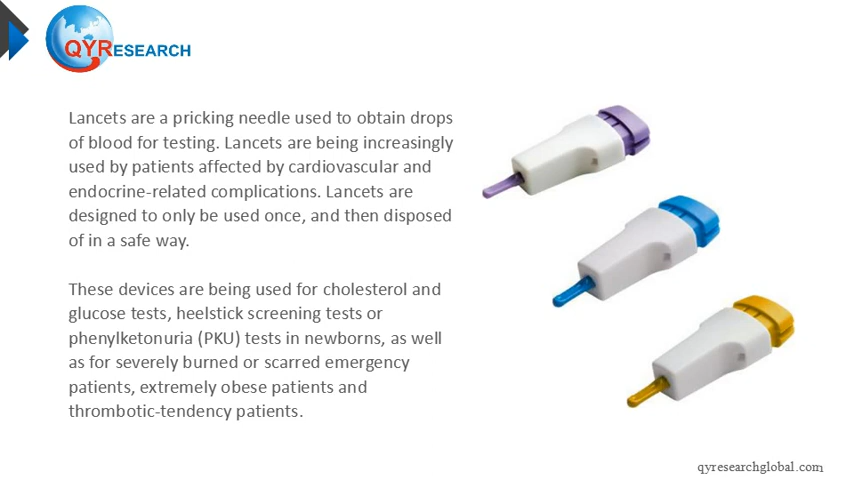 QYRESEARCH
Lancets are a pricking needle used to obtain drops
of blood for testing. Lancets are being increasingly
used by patients affected by cardiovascular and
endocrine-related complications. Lancets are
designed to only be used once, and then disposed
of in a safe way.
These devices are being used for cholesterol and
glucose tests, heelstick screening tests or
phenylketonuria (PKU) tests in newborns, as well
as for severely burned or scarred emergency
patients, extremely obese patients and
thrombotic-tendency patients.
qyresearchglobal.com